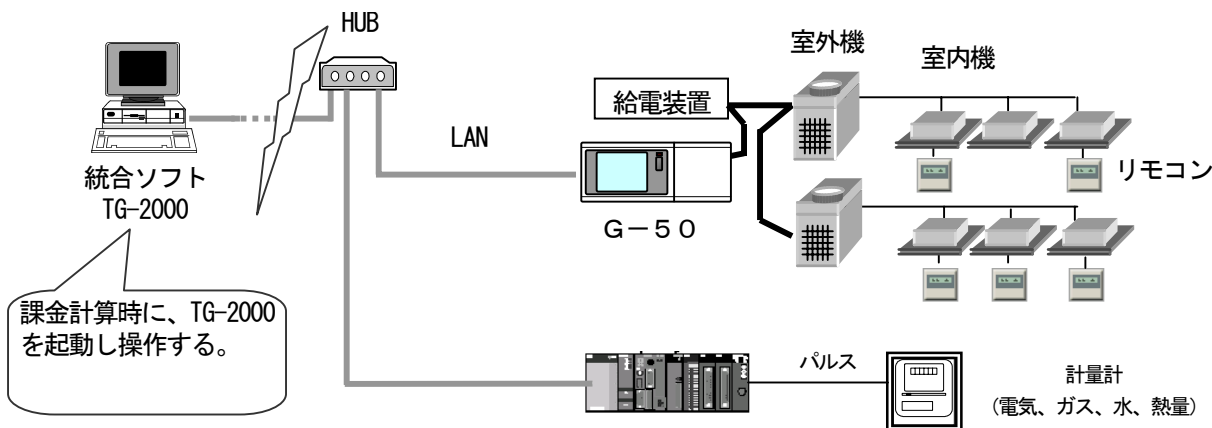 HUB
室外機
室内機
給電装置
LAN
リモコン
統合ソフト
TG-2000
G－50
課金計算時に、TG-2000
を起動し操作する。
パルス
計量計
(電気、ガス、水、熱量)